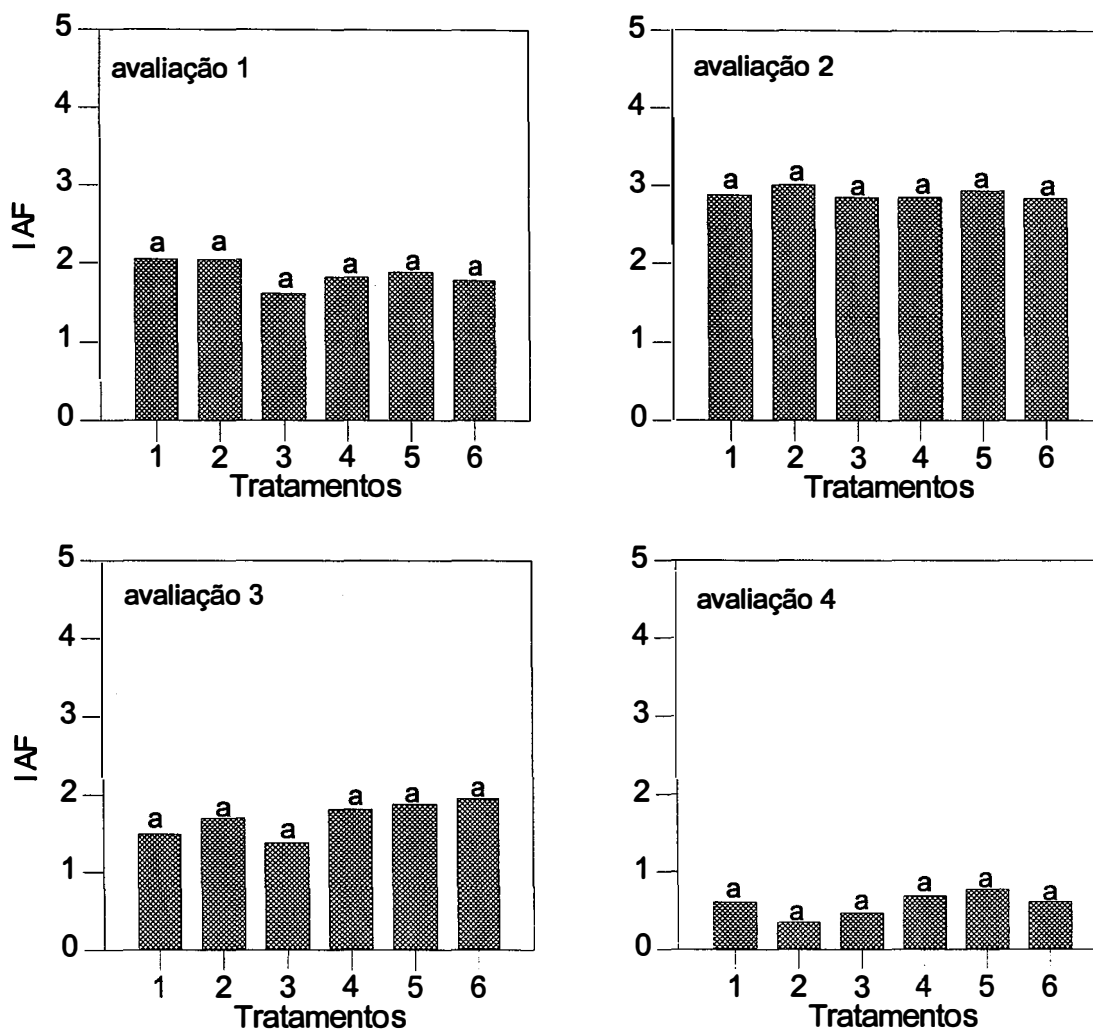 5
avaliação 1
4
3
IAF
a a a a a a
2
1
0
1 2 3 4 5 6
Tratamentos
5
avaliação 2
4
3
a a a a a a
2
1
0
1 2 3 4 5 6
Tratamentos
5
avaliação 3
4
3
IAF
2
a a a a a a
1
0
1 2 3 4 5 6
Tratamentos
5
avaliação 4
4
3
2
1
a a a a a a
0
1 2 3 4 5 6
Tratamentos